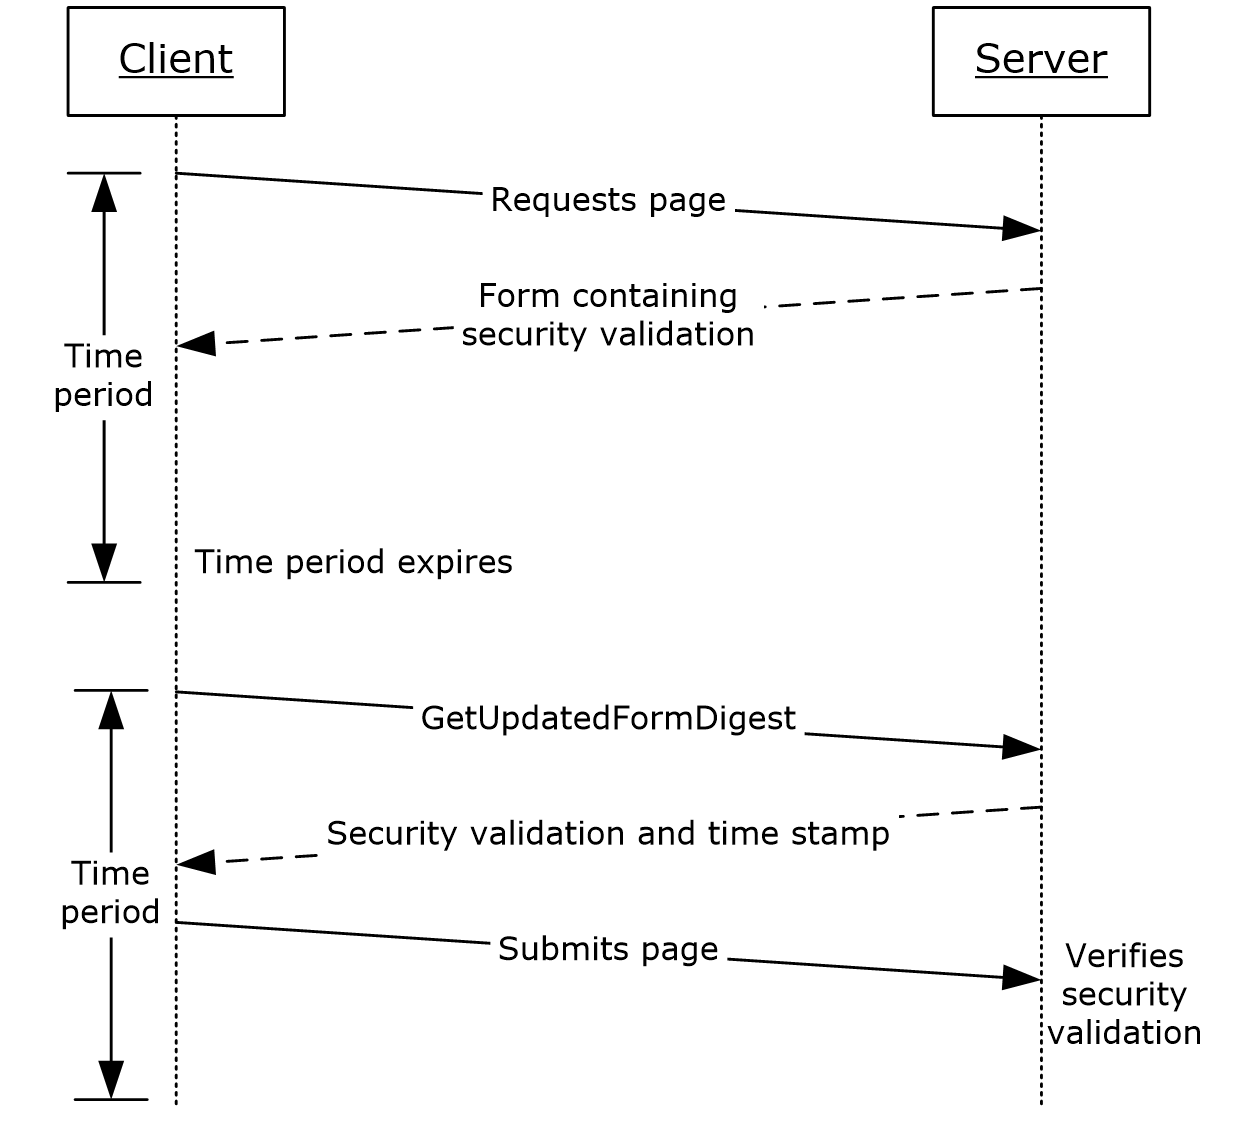 Client
Server
Requests page
Form containing
security validation
Time
period
Time period expires
GetUpdatedFormDigest
Security validation and time stamp
Time
period
Submits page
Verifies
security
validation